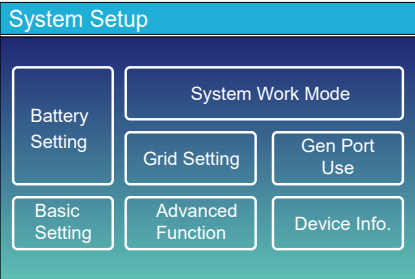 System Setup
Battery
Setting
System Work Mode
Grid Setting
Gen Port
Use
Basic
Setting
Advanced
Function
Device Info.